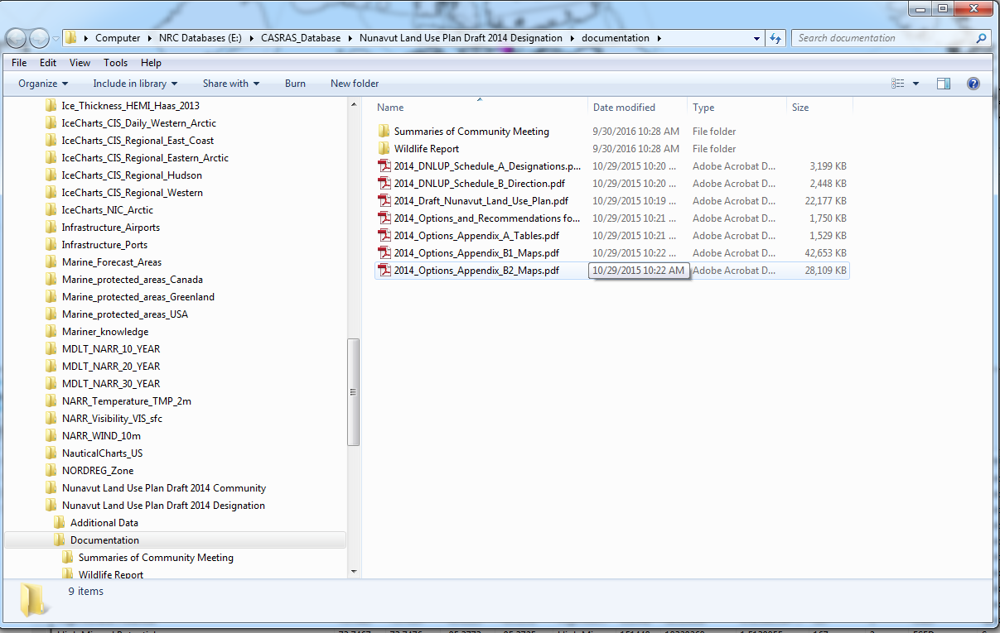 Computer NRC Databases (E:) CASRAS_Database Nunavut Land Use Plan Draft 2014 Designation documentation Search documentation
File Edit View Tools Help
Organize Include in library Share with Burn New folder
Ice_Thickness_HEMI_Haas_2013
IceCharts_CIS_Daily_Western_Arctic
IceCharts_CIS_Regional_East_Coast
IceCharts_CIS_Regional_Eastern_Arctic
IceCharts_CIS_Regional_Hudson
IceCharts_CIS_Regional_Western
IceCharts_NIC_Arctic
Infrastructure_Airports
Infrastructure_Ports
Marine_Forecast_Areas
Marine_protected_areas_Canada
Marine_protected_areas_Greenland
Marine_protected_areas_USA
Mariner_knowledge
MDLT_NARR_10_YEAR
MDLT_NARR_20_YEAR
MDLT_NARR_30_YEAR
NARR_Temperature_TMP_2m
NARR_Visibility_VIS_sfc
NARR_WIND_10m
NauticalCharts_US
NORDREG_Zone
Nunavut Land Use Plan Draft 2014 Community
Nunavut Land Use Plan Draft 2014 Designation
Additional Data
Documentation
Summaries of Community Meeting
Wildlife Report
Name Date modified Type Size
Summaries of Community Meeting 9/30/2016 10:28 AM File folder
Wildlife Report 9/30/2016 10:28 AM File folder
2014_DNLUP_Schedule_A_Designations.p... 10/29/2015 10:20 ... Adobe Acrobat D... 3,199 KB
2014_DNLUP_Schedule_B_Direction.pdf 10/29/2015 10:20 ... Adobe Acrobat D... 2,448 KB
2014_Draft_Nunavut_Land_Use_Plan.pdf 10/29/2015 10:19 ... Adobe Acrobat D... 22,177 KB
2014_Options_and_Recommendations fo... 10/29/2015 10:21 ... Adobe Acrobat D... 1,750 KB
2014_Options_Appendix_A_Tables.pdf 10/29/2015 10:21 ... Adobe Acrobat D... 1,529 KB
2014_Options_Appendix_B1_Maps.pdf 10/29/2015 10:22 ... Adobe Acrobat D... 42,653 KB
2014_Options_Appendix_B2_Maps.pdf 10/29/2015 10:22 AM Adobe Acrobat D... 28,109 KB
9 items